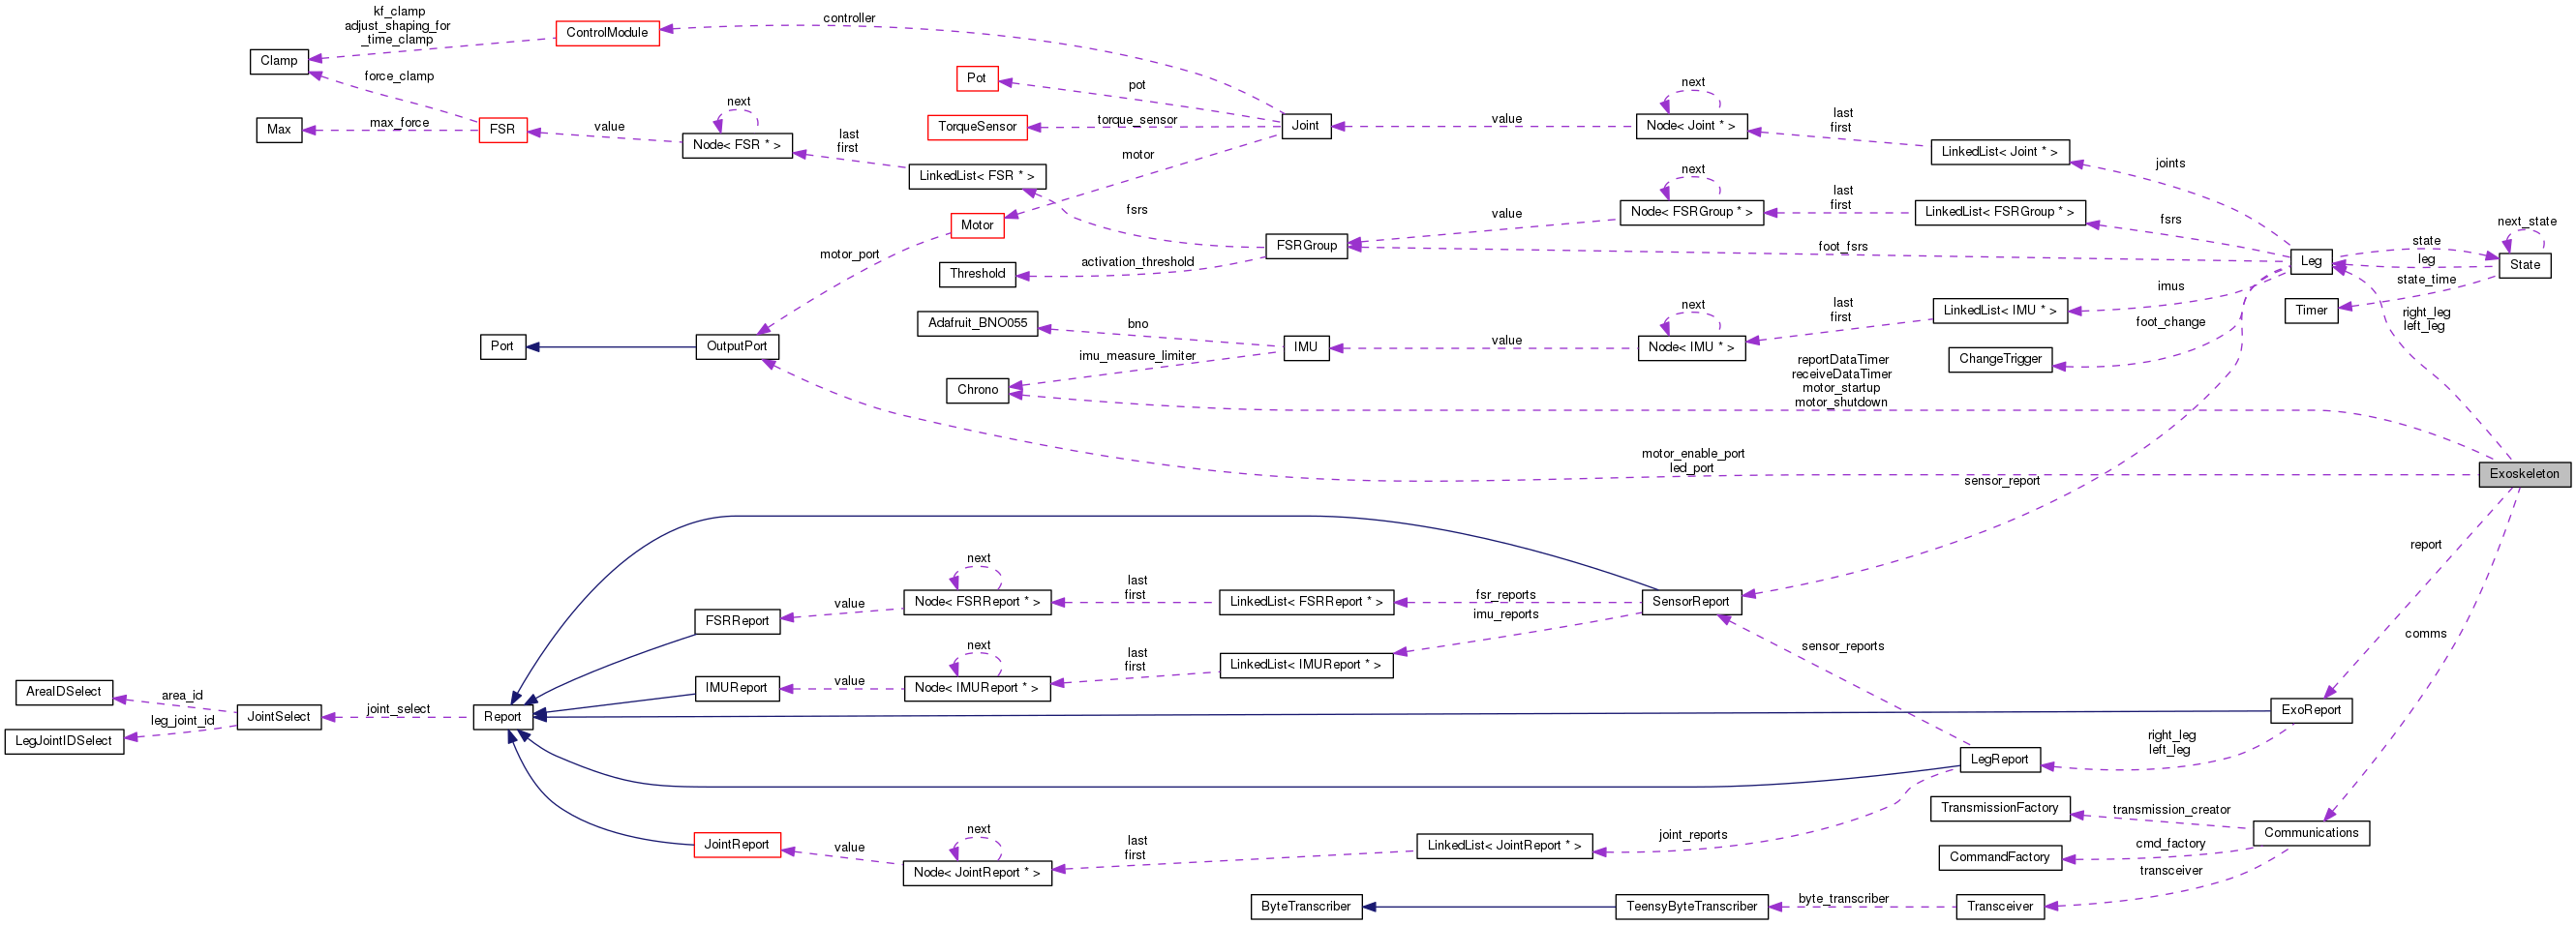 kf_clamp
adjust_shaping_for
_time_clamp
controller
ControlModule
Clamp
force_clamp
Pot
pot
next
Max
max_force
FSR
value
Node< FSR * >
last
first
TorqueSensor
torque_sensor
Joint
value
next
Node< Joint * >
last
first
LinkedList< Joint * >
joints
motor
LinkedList< FSR * >
fsrs
Motor
motor_port
next
value
Node< FSRGroup * >
last
first
LinkedList< FSRGroup * >
fsrs
FSRGroup
foot_fsrs
activation_threshold
Threshold
Leg
state
leg
next_state
State
state_time
Timer
imus
right_leg
left_leg
foot_change
ChangeTrigger
Adafruit_BNO055
bno
IMU
imu_measure_limiter
Chrono
value
next
Node< IMU * >
last
first
LinkedList< IMU * >
Port
OutputPort
reportDataTimer
receiveDataTimer
motor_startup
motor_shutdown
motor_enable_port
led_port
sensor_report
Exoskeleton
report
comms
next
FSRReport
value
Node< FSRReport * >
last
first
LinkedList< FSRReport * >
fsr_reports
SensorReport
imu_reports
next
IMUReport
value
Node< IMUReport * >
last
first
LinkedList< IMUReport * >
sensor_reports
AreaIDSelect
area_id
LegJointIDSelect
leg_joint_id
JointSelect
joint_select
Report
ExoReport
right_leg
left_leg
LegReport
next
JointReport
value
Node< JointReport * >
last
first
LinkedList< JointReport * >
joint_reports
TransmissionFactory
transmission_creator
Communications
CommandFactory
cmd_factory
transceiver
ByteTranscriber
TeensyByteTranscriber
byte_transcriber
Transceiver